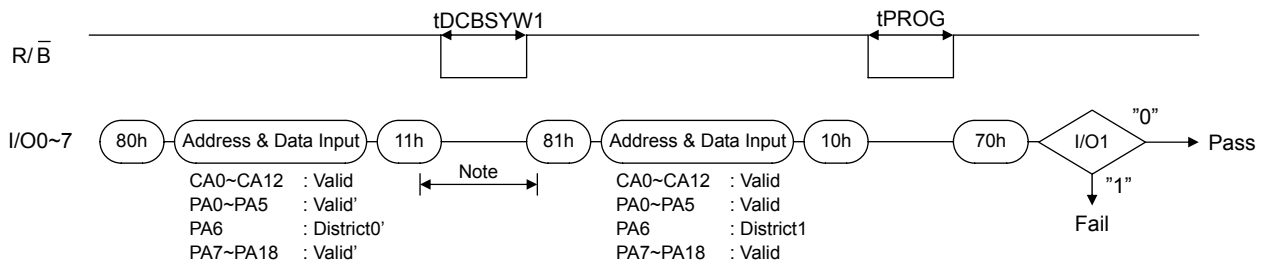 tDCBSYW1 tPROG
R/B̅
I/O0~7 80h Address & Data Input 11h 81h Address & Data Input 10h 70h I/O1 ”0” Pass
Note
”1”
Fail
CA0~CA12 : Valid
PA0~PA5 : Valid’
PA6 : District0’
PA7~PA18 : Valid’
CA0~CA12 : Valid
PA0~PA5 : Valid
PA6 : District1
PA7~PA18 : Valid